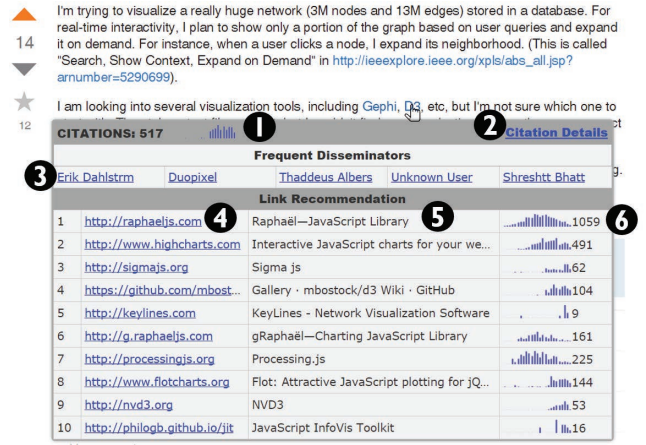 I'm trying to visualize a really huge network (3M nodes and 13M edges) stored in a database. For
real-time interactivity, I plan to show only a portion of the graph based on user queries and expand
14 it on demand. For instance, when a user clicks a node, I expand its neighborhood. (This is called
"Search, Show Context, Expand on Demand" in http://ieeexplore.ieee.org/xpls/abs_all.jsp?
arnumber=5290699).
12 I am looking into several visualization tools, including Gephi, D3, etc, but I'm not sure which one to
CITATIONS: 517 1 2 Citation Details
Frequent Disseminators
3 Erik Dahlstrm Duopixel Thaddeus Albers Unknown User Shreshtt Bhatt
Link Recommendation
1 http://raphaeljs.com 4 Raphaël—JavaScript Library 5 1059 6
2 http://www.highcharts.com Interactive JavaScript charts for your we... 491
3 http://sigmajs.org Sigma js 62
4 https://github.com/mbost... Gallery · mbostock/d3 Wiki · GitHub 104
5 http://keylines.com KeyLines - Network Visualization Software 9
6 http://g.raphaeljs.com gRaphaël—Charting JavaScript Library 161
7 http://processingjs.org Processing.js 225
8 http://www.flotcharts.org Flot: Attractive JavaScript plotting for jQ... 144
9 http://nvd3.org NVD3 53
10 http://philogb.github.io/jit JavaScript InfoVis Toolkit 16